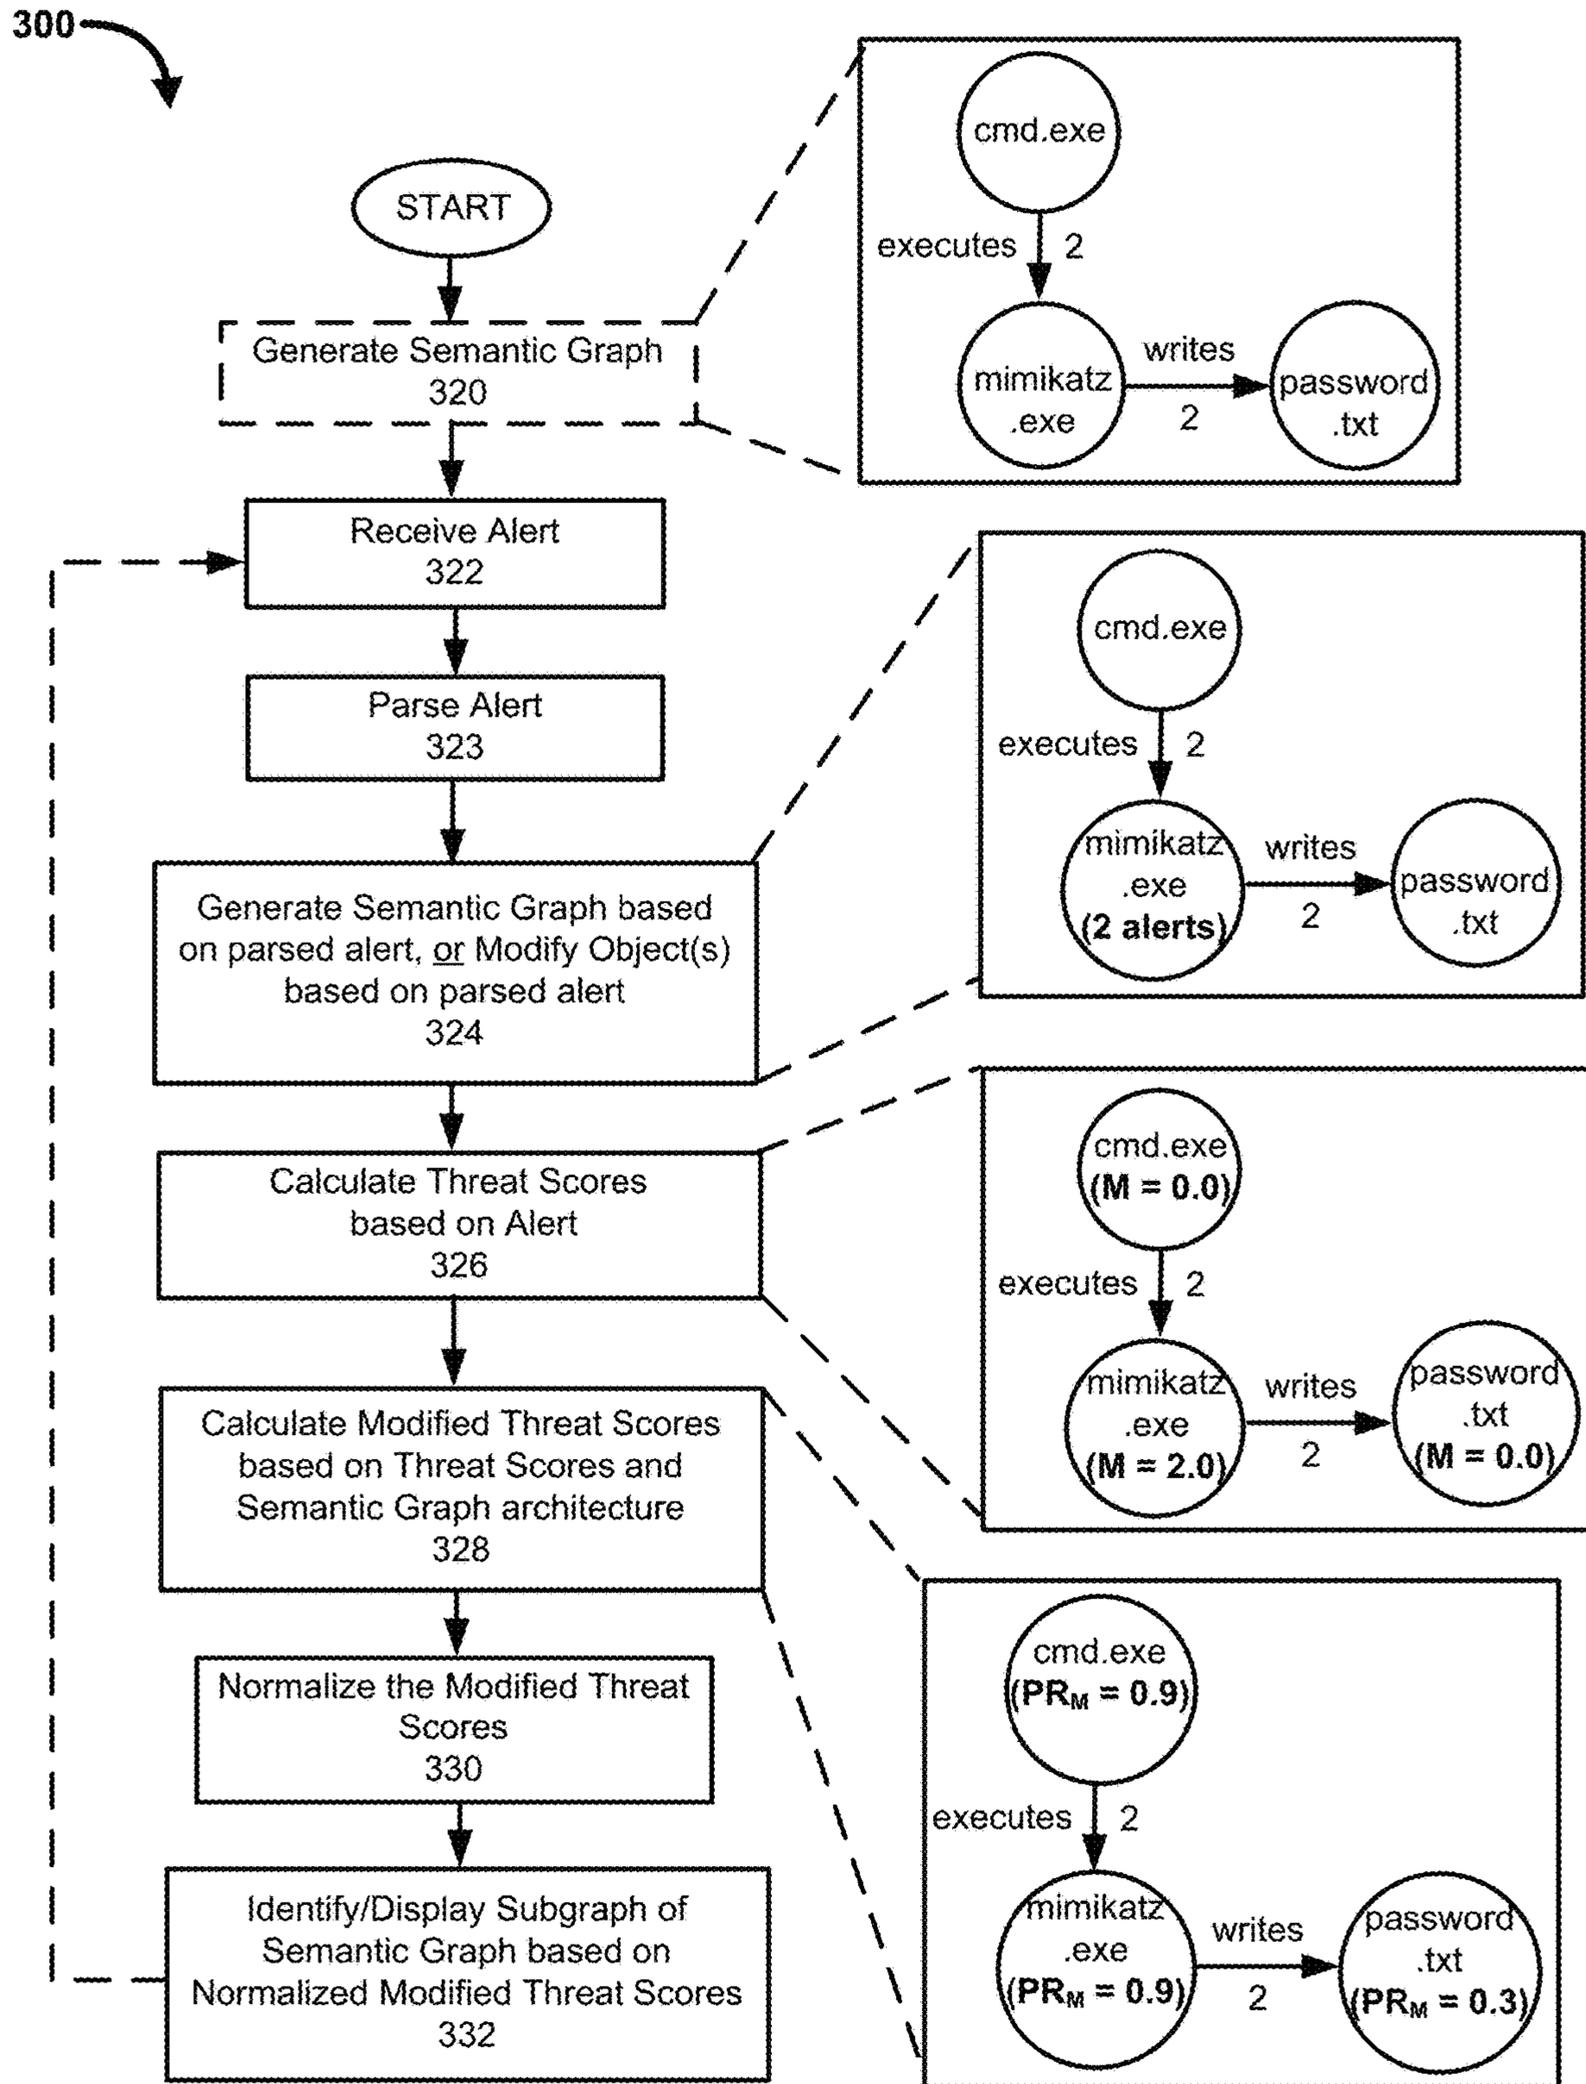 300
START
Generate Semantic Graph
320
Receive Alert
322
Parse Alert
323
Generate Semantic Graph based
on parsed alert, or Modify Object(s)
based on parsed alert
324
Calculate Threat Scores
based on Alert
326
Calculate Modified Threat Scores
based on Threat Scores and
Semantic Graph architecture
328
Normalize the Modified Threat
Scores
330
Identify/Display Subgraph of
Semantic Graph based on
Normalized Modified Threat Scores
332
cmd.exe
executes 2
mimikatz
.exe
writes
2
password
.txt
cmd.exe
executes 2
mimikatz
.exe
(2 alerts)
writes
2
password
.txt
cmd.exe
(M = 0.0)
executes 2
mimikatz
.exe
(M = 2.0)
writes
2
password
.txt
(M = 0.0)
cmd.exe
(PRM = 0.9)
executes 2
mimikatz
.exe
(PRM = 0.9)
writes
2
password
.txt
(PRM = 0.3)